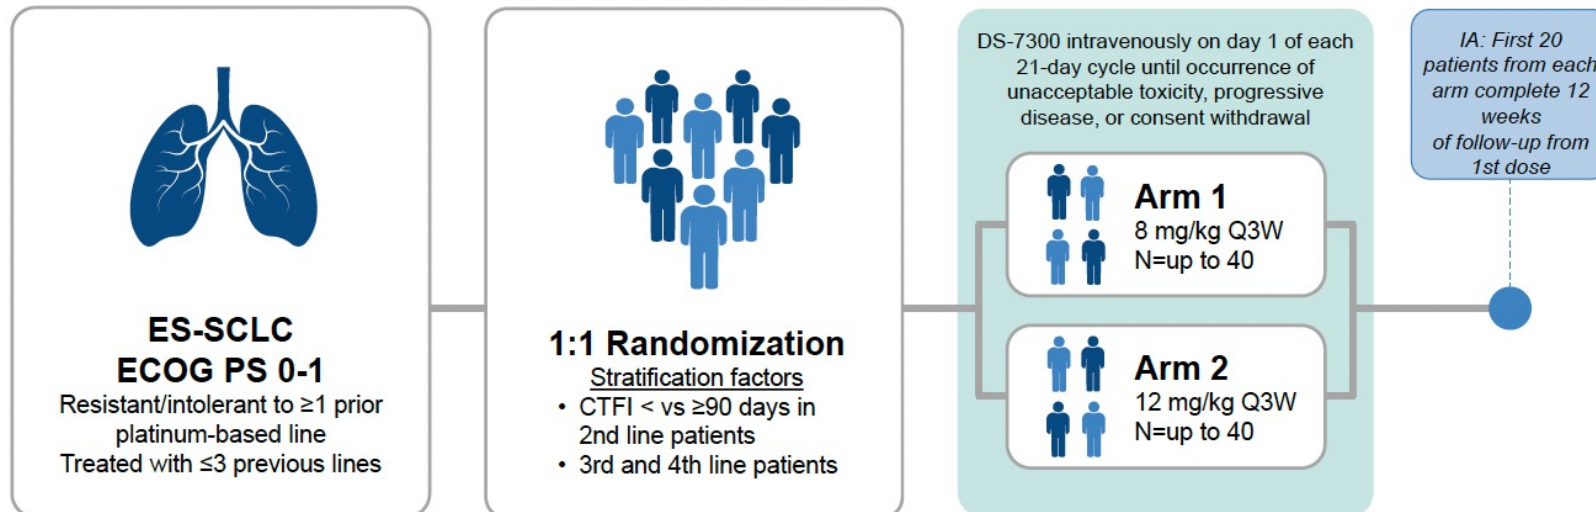 ES-SCLC
ECOG PS 0-1
Resistant/intolerant to ≥1 prior
platinum-based line
Treated with ≤3 previous lines
1:1 Randomization
Stratification factors
• CTFI < vs ≥90 days in
2nd line patients
• 3rd and 4th line patients
DS-7300 intravenously on day 1 of each
21-day cycle until occurrence of
unacceptable toxicity, progressive
disease, or consent withdrawal
Arm 1
8 mg/kg Q3W
N=up to 40
Arm 2
12 mg/kg Q3W
N=up to 40
IA: First 20
patients from each
arm complete 12
weeks
of follow-up from
1st dose